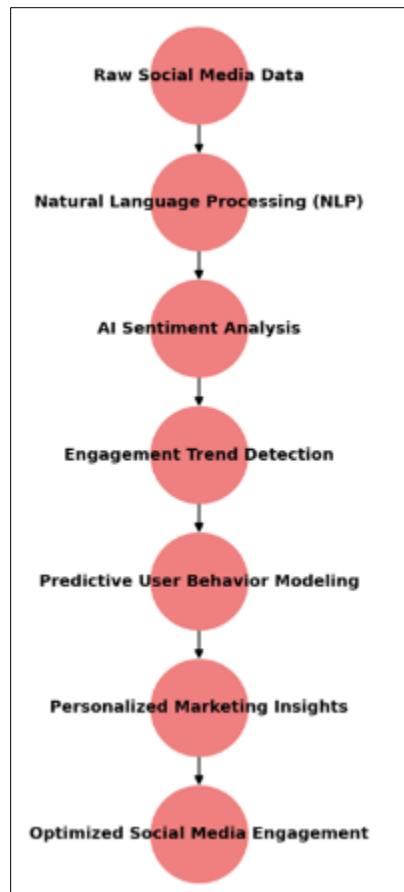 Raw Social Media Data
Natural Language Processing (NLP)
AI Sentiment Analysis
Engagement Trend Detection
Predictive User Behavior Modeling
Personalized Marketing Insights
Optimized Social Media Engagement